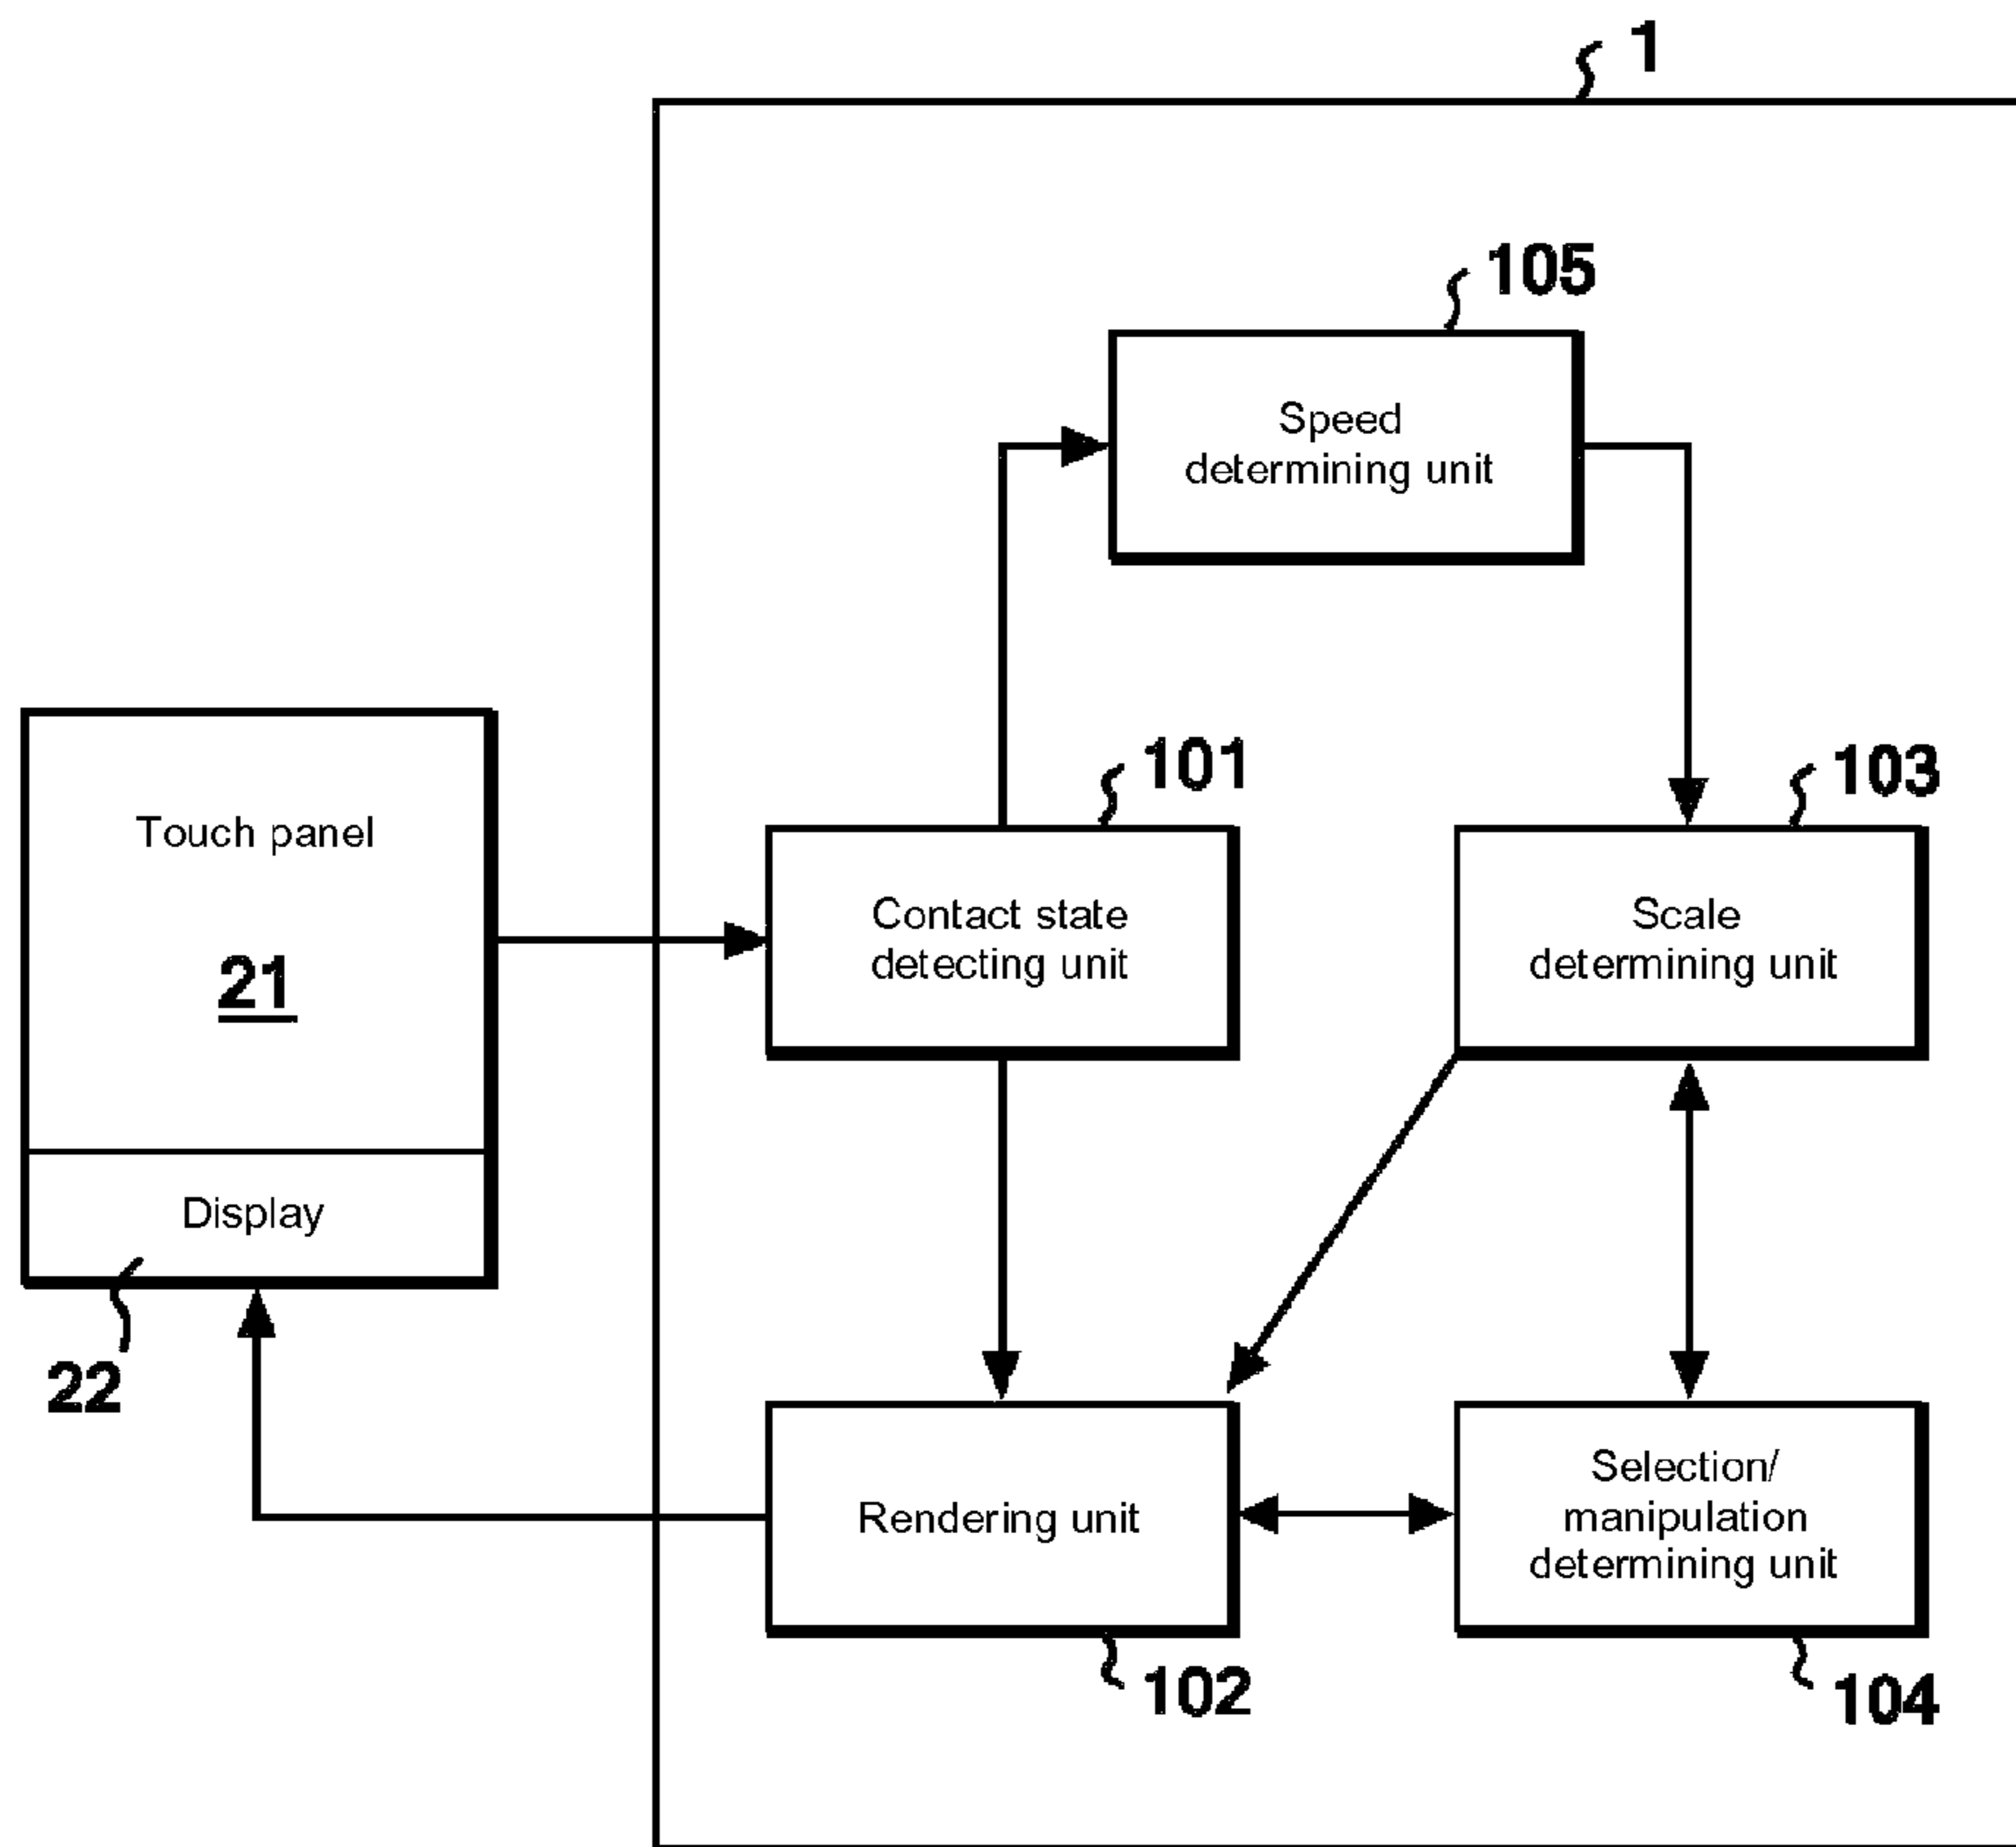 1
105
Speed
determining unit
101
103
Touch panel
21
Contact state
detecting unit
Scale
determining unit
Display
22
Rendering unit
Selection/
manipulation
determining unit
102
104